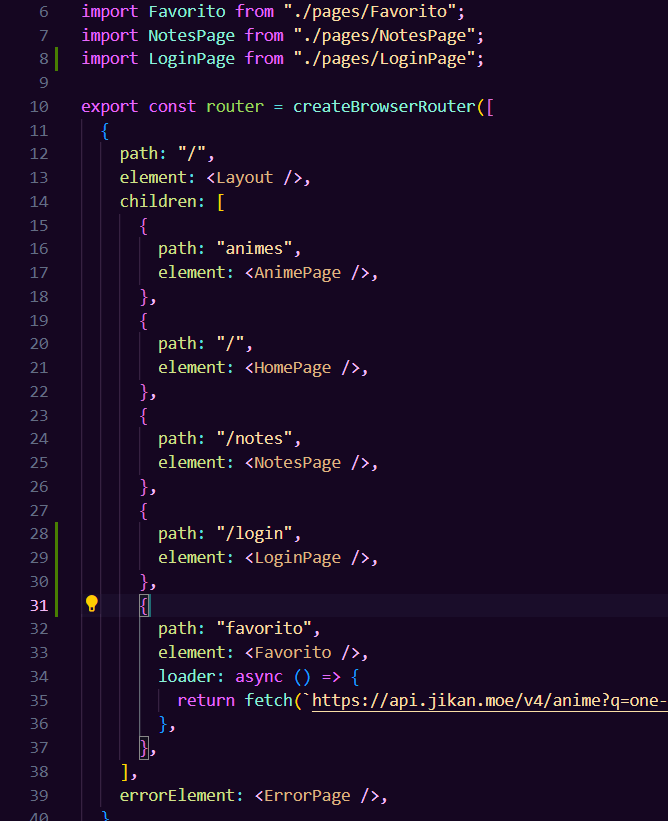 6 import Favorito from "./pages/Favorito";
7 import NotesPage from "./pages/NotesPage";
8 import LoginPage from "./pages/LoginPage";
9
10 export const router = createBrowserRouter([
11 {
12 path: "/",
13 element: <Layout />,
14 children: [
15 {
16 path: "animes",
17 element: <AnimePage />,
18 },
19 {
20 path: "/",
21 element: <HomePage />,
22 },
23 {
24 path: "/notes",
25 element: <NotesPage />,
26 },
27 {
28 path: "/login",
29 element: <LoginPage />,
30 },
31 {
32 path: "favorito",
33 element: <Favorito />,
34 loader: async () => {
35 return fetch(`https://api.jikan.moe/v4/anime?q=one-
36 },
37 },
38 ],
39 errorElement: <ErrorPage />,
40 }